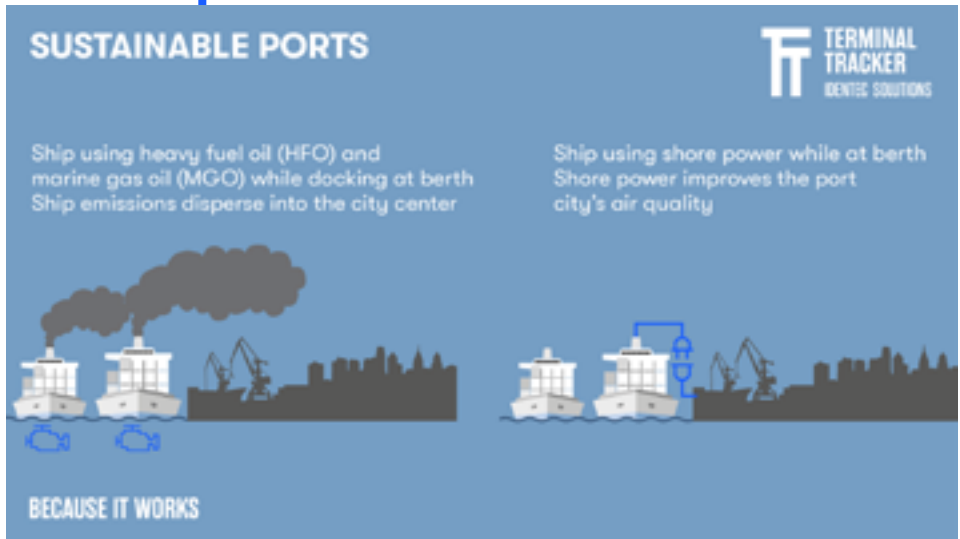 SUSTAINABLE PORTS
TERMINAL
TRACKER
IDENTEC SOLUTIONS
Ship using heavy fuel oil (HFO) and
marine gas oil (MGO) while docking at berth
Ship emissions disperse into the city center
Ship using shore power while at berth
Shore power improves the port
city's air quality
BECAUSE IT WORKS